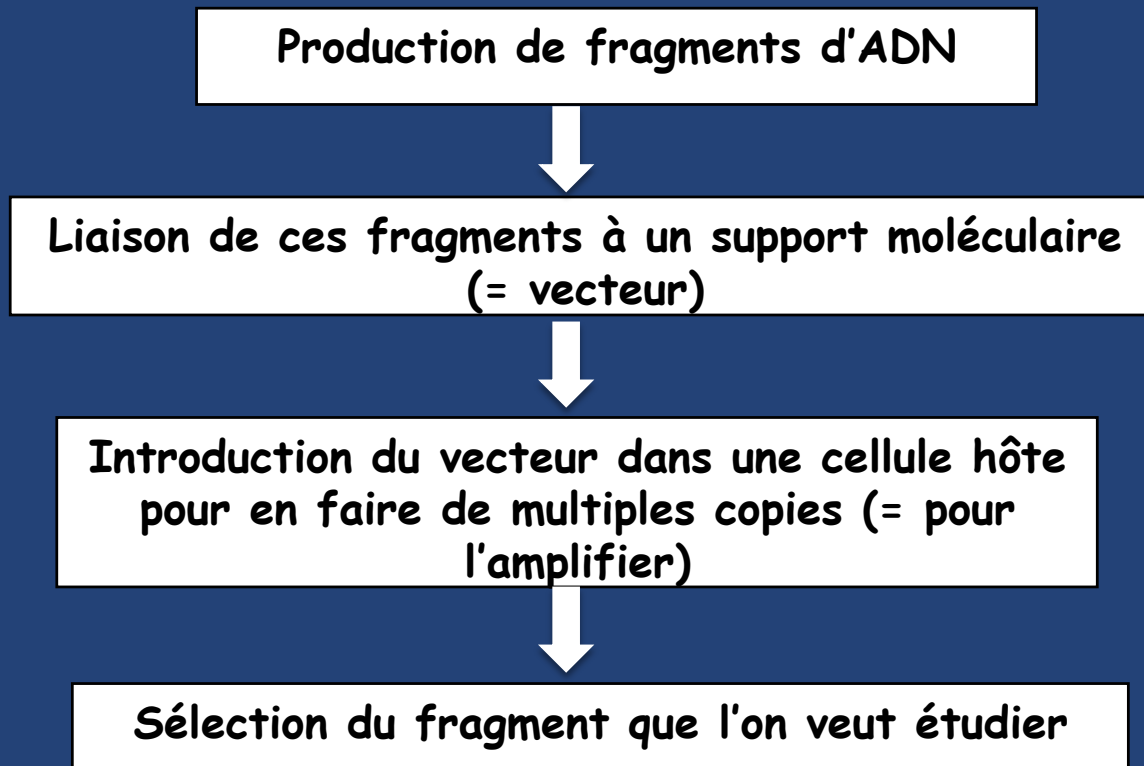 Production de fragments d'ADN
Liaison de ces fragments à un support moléculaire
(= vecteur)
Introduction du vecteur dans une cellule hôte
pour en faire de multiples copies (= pour
l'amplifier)
Sélection du fragment que l'on veut étudier